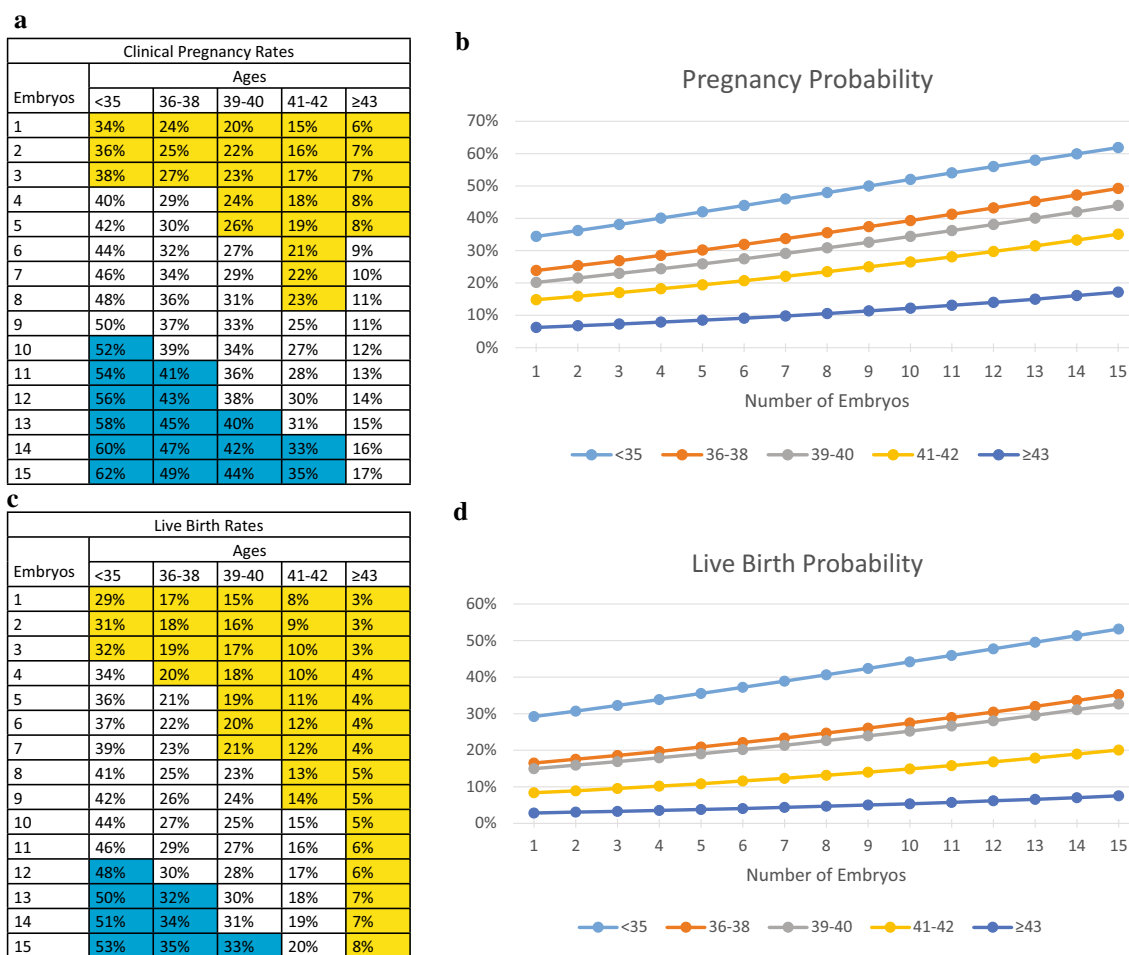 a
Clinical Pregnancy Rates
Ages
Embryos <35 36-38 39-40 41-42 ≥43
1 34% 24% 20% 15% 6%
2 36% 25% 22% 16% 7%
3 38% 27% 23% 17% 7%
4 40% 29% 24% 18% 8%
5 42% 30% 26% 19% 8%
6 44% 32% 27% 21% 9%
7 46% 34% 29% 22% 10%
8 48% 36% 31% 23% 11%
9 50% 37% 33% 25% 11%
10 52% 39% 34% 27% 12%
11 54% 41% 36% 28% 13%
12 56% 43% 38% 30% 14%
13 58% 45% 40% 31% 15%
14 60% 47% 42% 33% 16%
15 62% 49% 44% 35% 17%
b
Pregnancy Probability
70%
60%
50%
40%
30%
20%
10%
0%
1 2 3 4 5 6 7 8 9 10 11 12 13 14 15
Number of Embryos
<35 36-38 39-40 41-42 ≥43
c
Live Birth Rates
Ages
Embryos <35 36-38 39-40 41-42 ≥43
1 29% 17% 15% 8% 3%
2 31% 18% 16% 9% 3%
3 32% 19% 17% 10% 3%
4 34% 20% 18% 10% 4%
5 36% 21% 19% 11% 4%
6 37% 22% 20% 12% 4%
7 39% 23% 21% 12% 4%
8 41% 25% 23% 13% 5%
9 42% 26% 24% 14% 5%
10 44% 27% 25% 15% 5%
11 46% 29% 27% 16% 6%
12 48% 30% 28% 17% 6%
13 50% 32% 30% 18% 7%
14 51% 34% 31% 19% 7%
15 53% 35% 33% 20% 8%
d
Live Birth Probability
60%
50%
40%
30%
20%
10%
0%
1 2 3 4 5 6 7 8 9 10 11 12 13 14 15
Number of Embryos
<35 36-38 39-40 41-42 ≥43